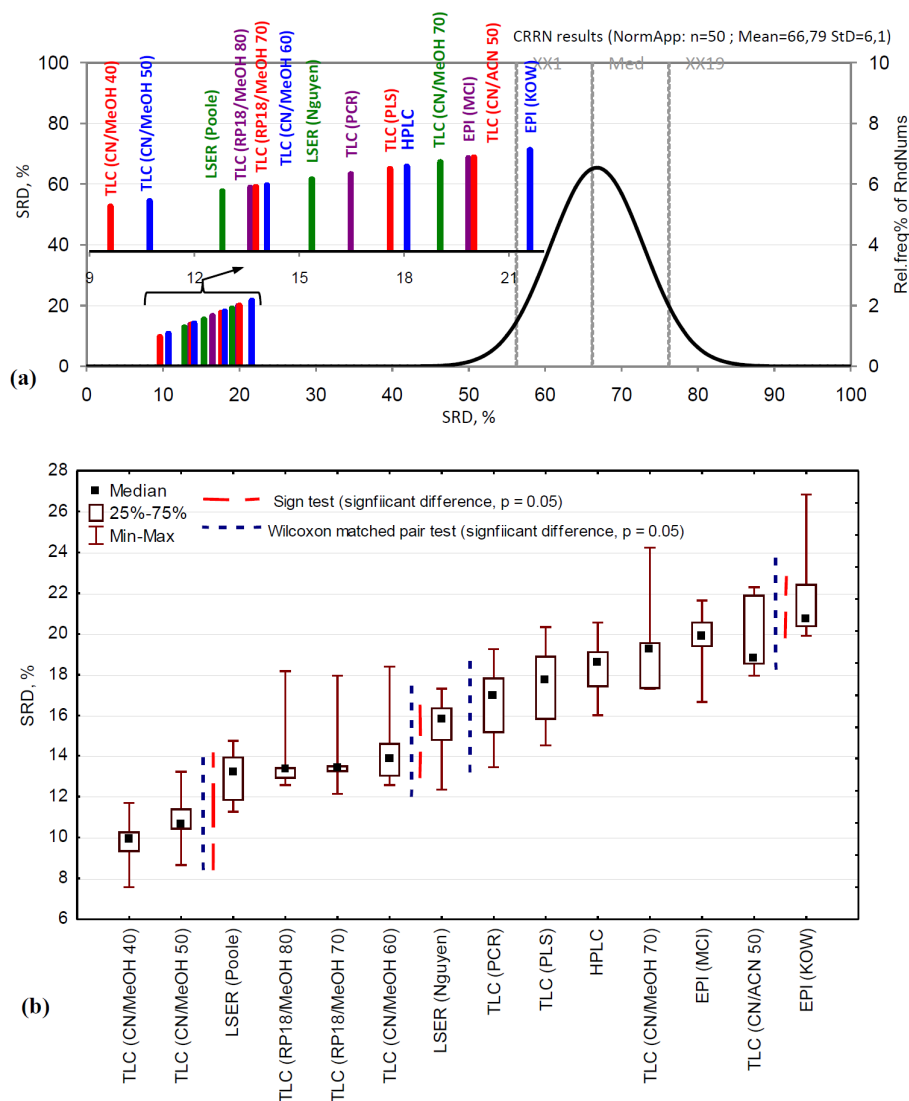 CRRN results (NormApp: n=50 ; Mean=66,79 StD=6,1)
XX1 Med XX19
TLC (CN/MeOH 40)
TLC (CN/MeOH 50)
LSER (Poole)
TLC (RP18/MeOH 80)
TLC (RP18/MeOH 70)
TLC (CN/MeOH 60)
LSER (Nguyen)
TLC (PCR)
TLC (PLS)
HPLC
TLC (CN/MeOH 70)
EPI (MCI)
TLC (CN/ACN 50)
EPI (KOW)
SRD, %
100
80
60
40
20
0
9 12 15 18 21
10
8
6
4
2
0
Rel.freq% of RndNums
(a)
0 10 20 30 40 50 60 70 80 90 100
SRD, %
SRD, %
28
26
24
22
20
18
16
14
12
10
8
6
Median
25%-75%
Min-Max
Sign test (signfiicant difference, p = 0.05)
Wilcoxon matched pair test (signfiicant difference, p = 0.05)
(b)
TLC (CN/MeOH 40)
TLC (CN/MeOH 50)
LSER (Poole)
TLC (RP18/MeOH 80)
TLC (RP18/MeOH 70)
TLC (CN/MeOH 60)
LSER (Nguyen)
TLC (PCR)
TLC (PLS)
HPLC
TLC (CN/MeOH 70)
EPI (MCI)
TLC (CN/ACN 50)
EPI (KOW)